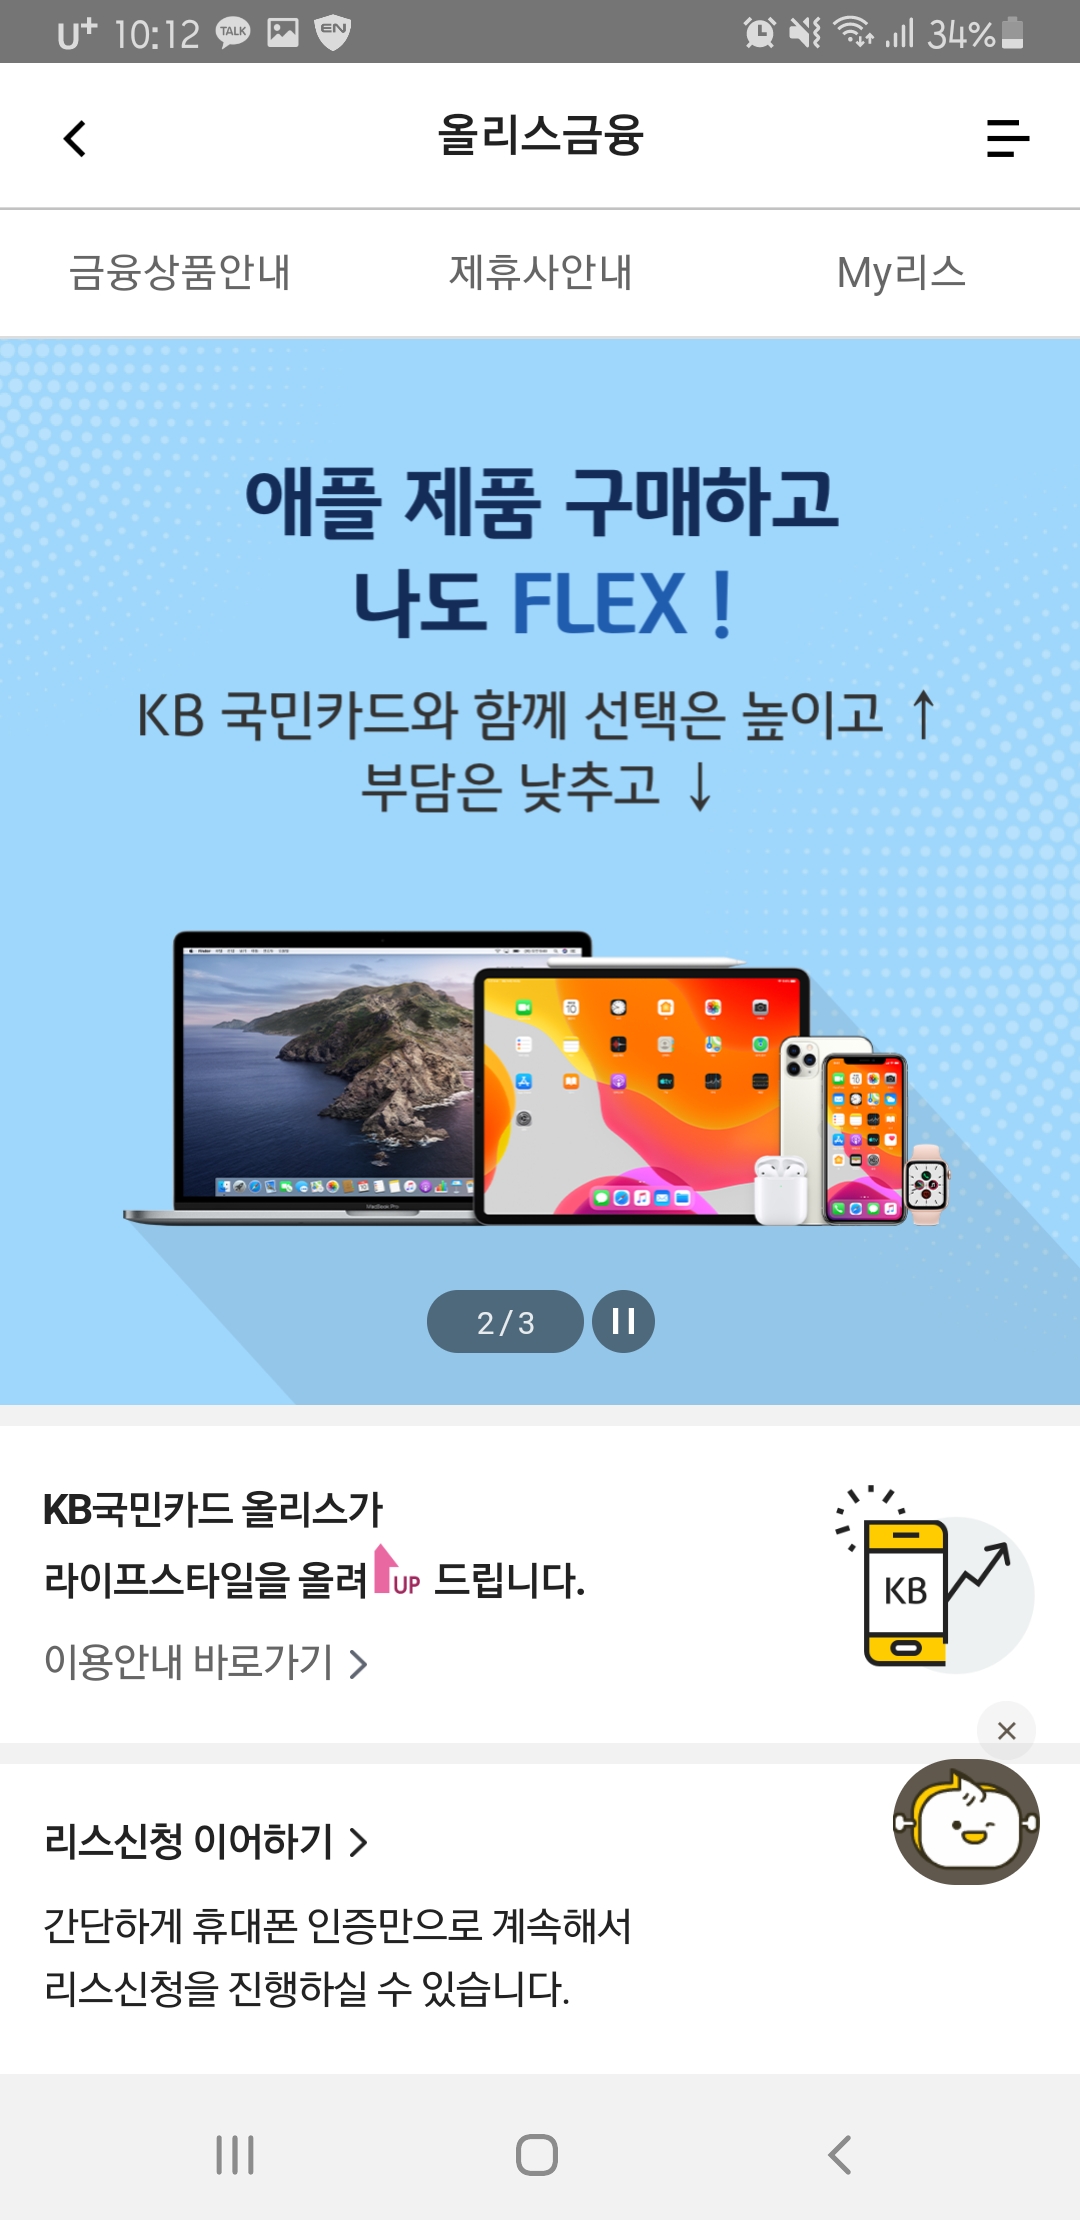 U+ 10:12 TALK EN 34%
올리스금융
금융상품안내 제휴사안내 My리스
애플 제품 구매하고
나도 FLEX !
KB 국민카드와 함께 선택은 높이고 ↑
부담은 낮추고 ↓
MacBook Pro
2 / 3
KB국민카드 올리스가
라이프스타일을 올려UP 드립니다.
KB
이용안내 바로가기 >
리스신청 이어하기 >
간단하게 휴대폰 인증만으로 계속해서
리스신청을 진행하실 수 있습니다.